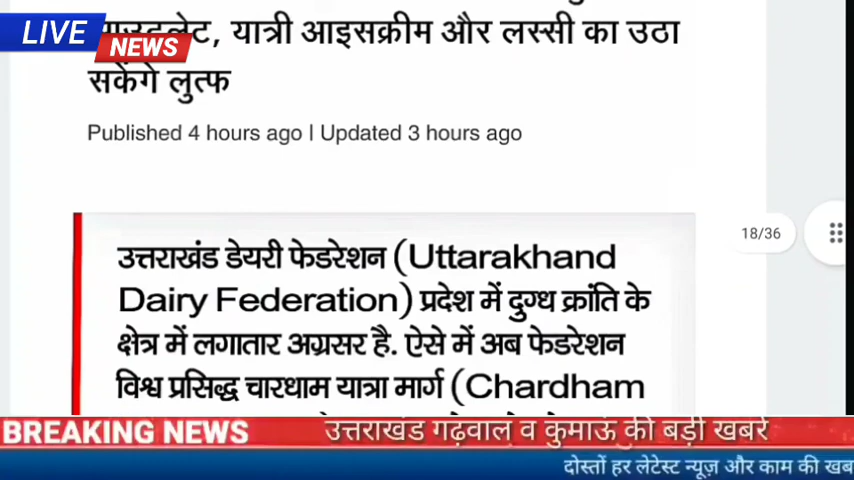 LIVE
NEWS
यात्री आइसक्रीम और लस्सी का उठा
सकेंगे लुत्फ
Published 4 hours ago | Updated 3 hours ago
18/36
उत्तराखंड डेयरी फेडरेशन (Uttarakhand
Dairy Federation) प्रदेश में दुग्ध क्रांति के
क्षेत्र में लगातार अग्रसर है. ऐसे में अब फेडरेशन
विश्व प्रसिद्ध चारधाम यात्रा मार्ग (Chardham
BREAKING NEWS
उत्तराखंड गढ़वाल व कुमाऊं की बड़ी खबरें
दोस्तों हर लेटेस्ट न्यूज़ और काम की खब